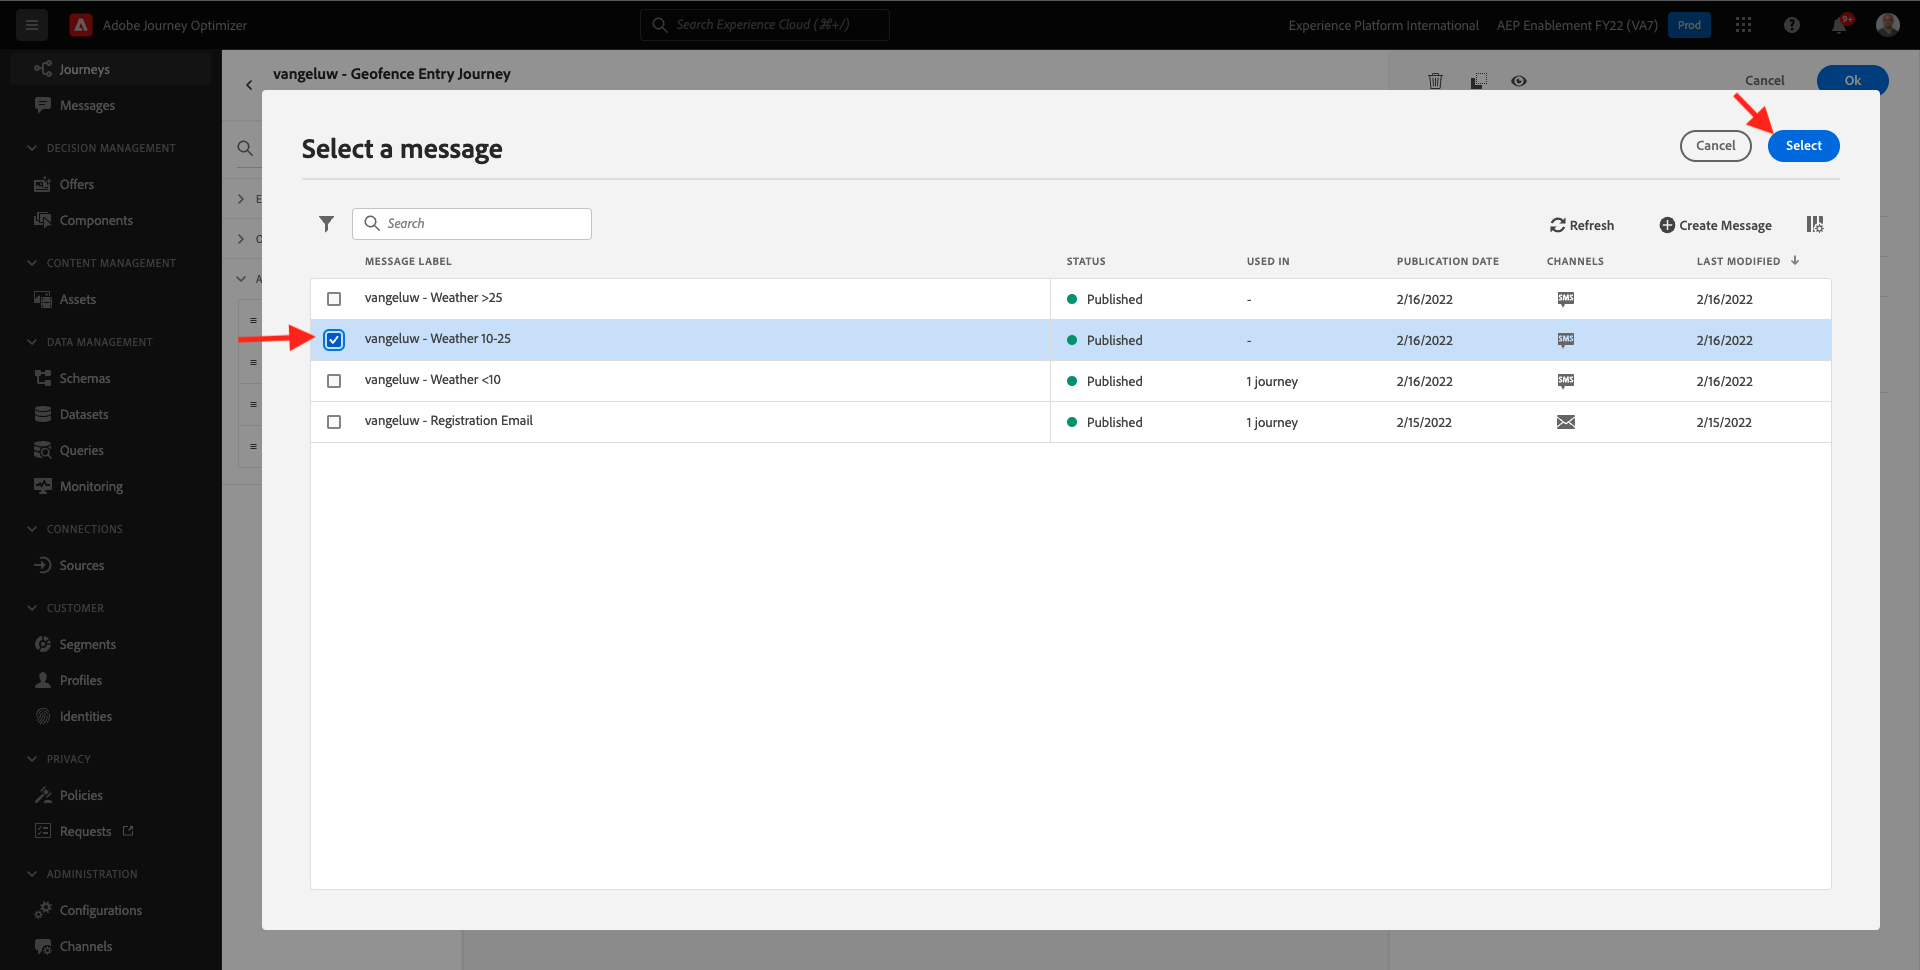 Adobe Journey Optimizer
Search Experience Cloud (⌘+/)
Experience Platform International
AEP Enablement FY22 (VA7)
Prod
9+
Journeys
Messages
DECISION MANAGEMENT
Offers
Components
CONTENT MANAGEMENT
Assets
DATA MANAGEMENT
Schemas
Datasets
Queries
Monitoring
CONNECTIONS
Sources
CUSTOMER
Segments
Profiles
Identities
PRIVACY
Policies
Requests
ADMINISTRATION
Configurations
Channels
vangeluw - Geofence Entry Journey
Cancel
Ok
E
O
A
Select a message
Cancel
Select
Search
Refresh
Create Message
MESSAGE LABEL STATUS USED IN PUBLICATION DATE CHANNELS LAST MODIFIED
vangeluw - Weather >25 Published - 2/16/2022 SMS 2/16/2022
vangeluw - Weather 10-25 Published - 2/16/2022 SMS 2/16/2022
vangeluw - Weather <10 Published 1 journey 2/16/2022 SMS 2/16/2022
vangeluw - Registration Email Published 1 journey 2/15/2022 2/15/2022